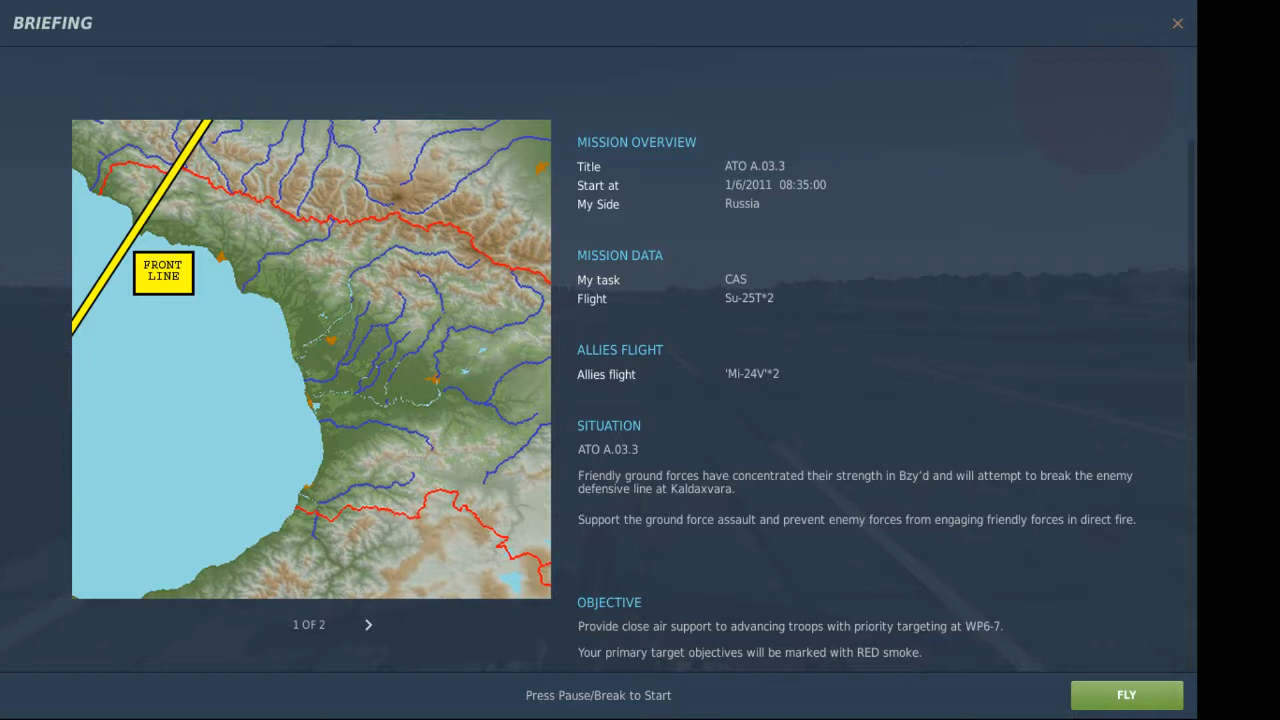 BRIEFING
FRONT
LINE
1 OF 2
MISSION OVERVIEW
Title ATO A.03.3
Start at 1/6/2011 08:35:00
My Side Russia
MISSION DATA
My task CAS
Flight Su-25T*2
ALLIES FLIGHT
Allies flight 'Mi-24V'*2
SITUATION
ATO A.03.3
Friendly ground forces have concentrated their strength in Bzy'd and will attempt to break the enemy
defensive line at Kaldaxvara.
Support the ground force assault and prevent enemy forces from engaging friendly forces in direct fire.
OBJECTIVE
Provide close air support to advancing troops with priority targeting at WP6-7.
Your primary target objectives will be marked with RED smoke.
Press Pause/Break to Start
FLY